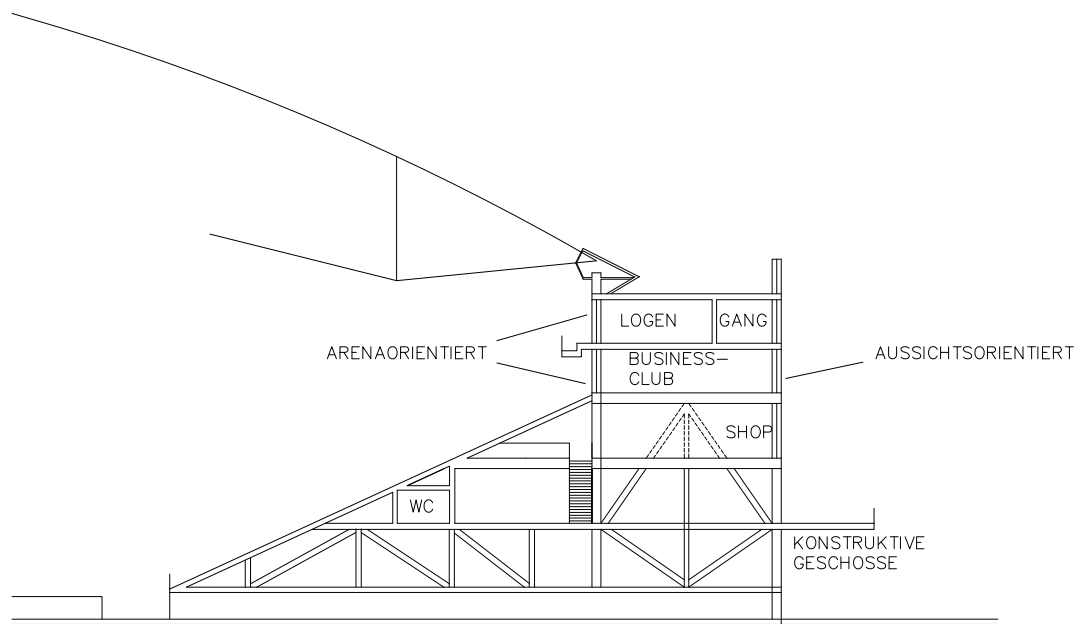 LOGEN
GANG
ARENAORIENTIERT
BUSINESS–
CLUB
AUSSICHTSORIENTIERT
SHOP
WC
KONSTRUKTIVE
GESCHOSSE